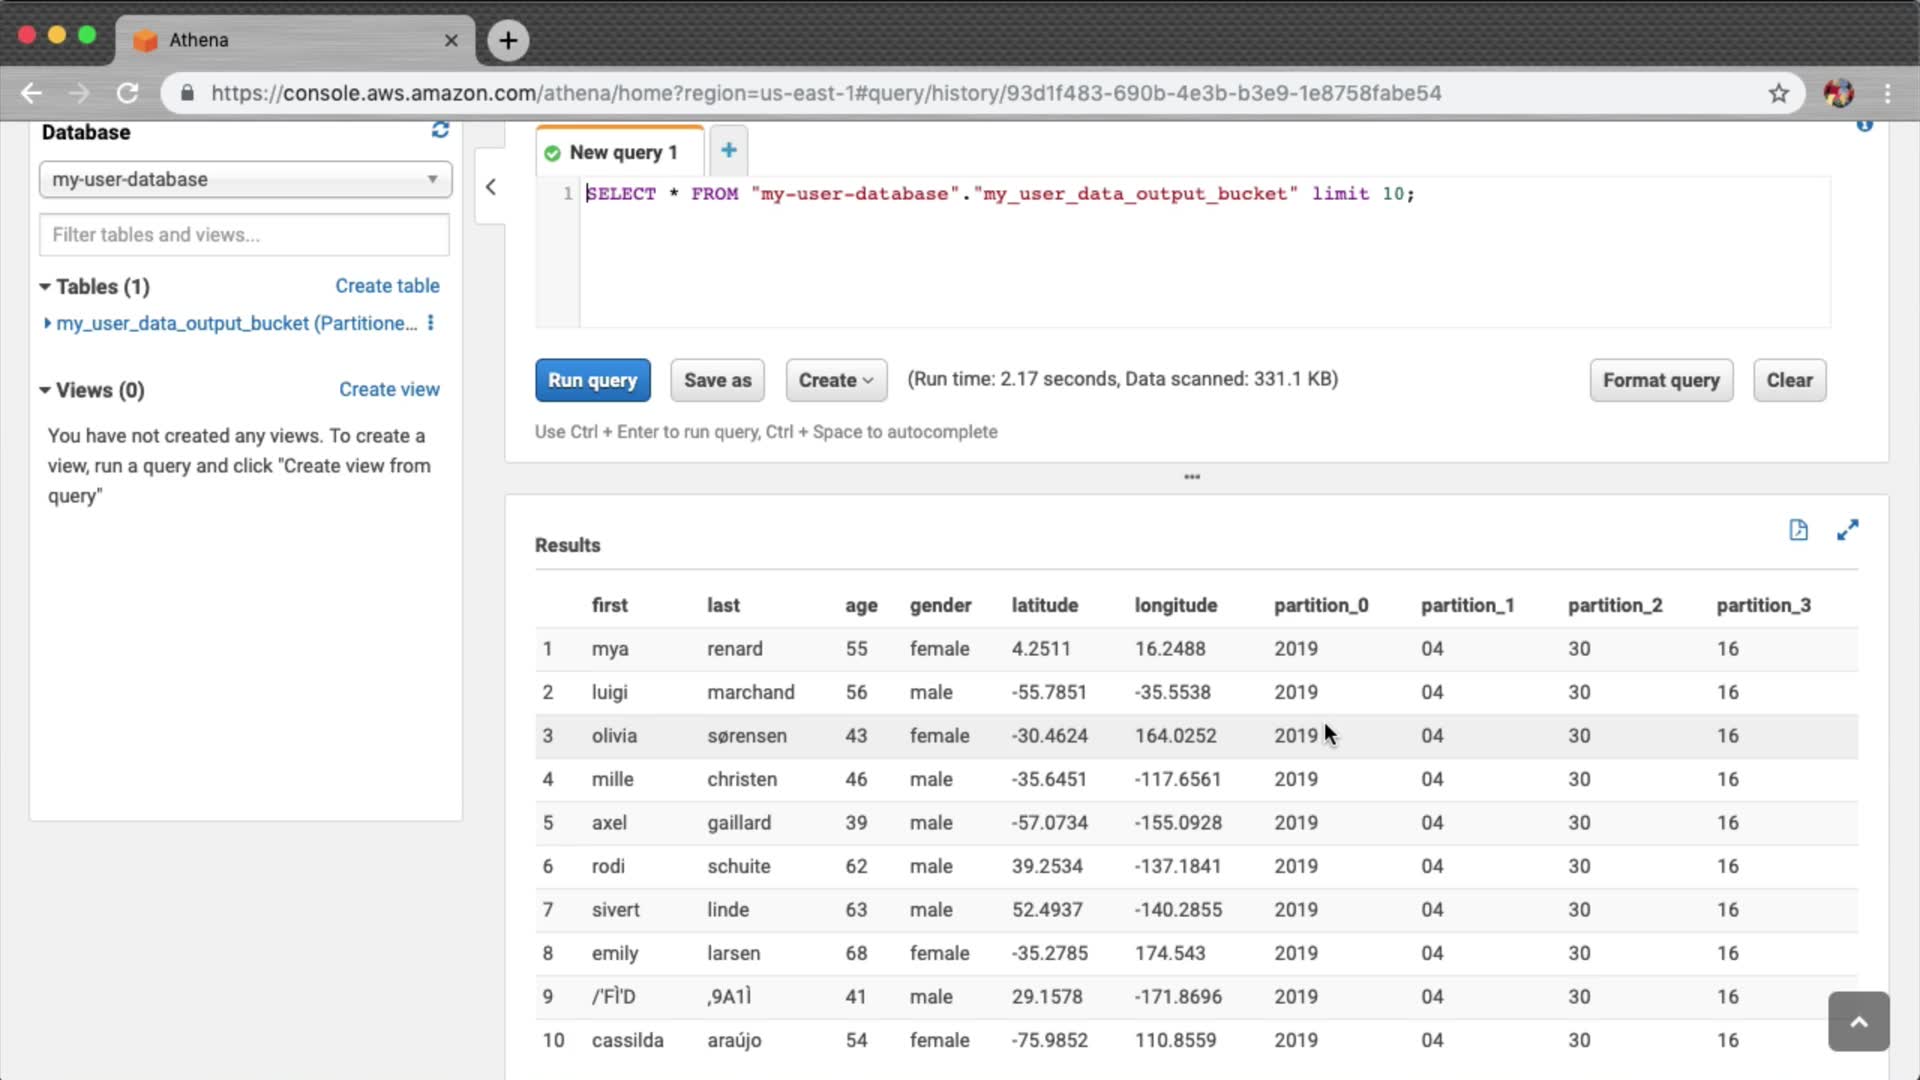 Athena
https://console.aws.amazon.com/athena/home?region=us-east-1#query/history/93d1f483-690b-4e3b-b3e9-1e8758fabe54
Database
my-user-database
Filter tables and views...
Tables (1) Create table
my_user_data_output_bucket (Partitione...
Views (0) Create view
You have not created any views. To create a
view, run a query and click "Create view from
query"
New query 1
1 SELECT * FROM "my-user-database"."my_user_data_output_bucket" limit 10;
Run query Save as Create (Run time: 2.17 seconds, Data scanned: 331.1 KB) Format query Clear
Use Ctrl + Enter to run query, Ctrl + Space to autocomplete
Results
first last age gender latitude longitude partition_0 partition_1 partition_2 partition_3
1 mya renard 55 female 4.2511 16.2488 2019 04 30 16
2 luigi marchand 56 male -55.7851 -35.5538 2019 04 30 16
3 olivia sørensen 43 female -30.4624 164.0252 2019 04 30 16
4 mille christen 46 male -35.6451 -117.6561 2019 04 30 16
5 axel gaillard 39 male -57.0734 -155.0928 2019 04 30 16
6 rodi schuite 62 male 39.2534 -137.1841 2019 04 30 16
7 sivert linde 63 male 52.4937 -140.2855 2019 04 30 16
8 emily larsen 68 female -35.2785 174.543 2019 04 30 16
9 /'FÌ'D ,9A1Ì 41 male 29.1578 -171.8696 2019 04 30 16
10 cassilda araújo 54 female -75.9852 110.8559 2019 04 30 16